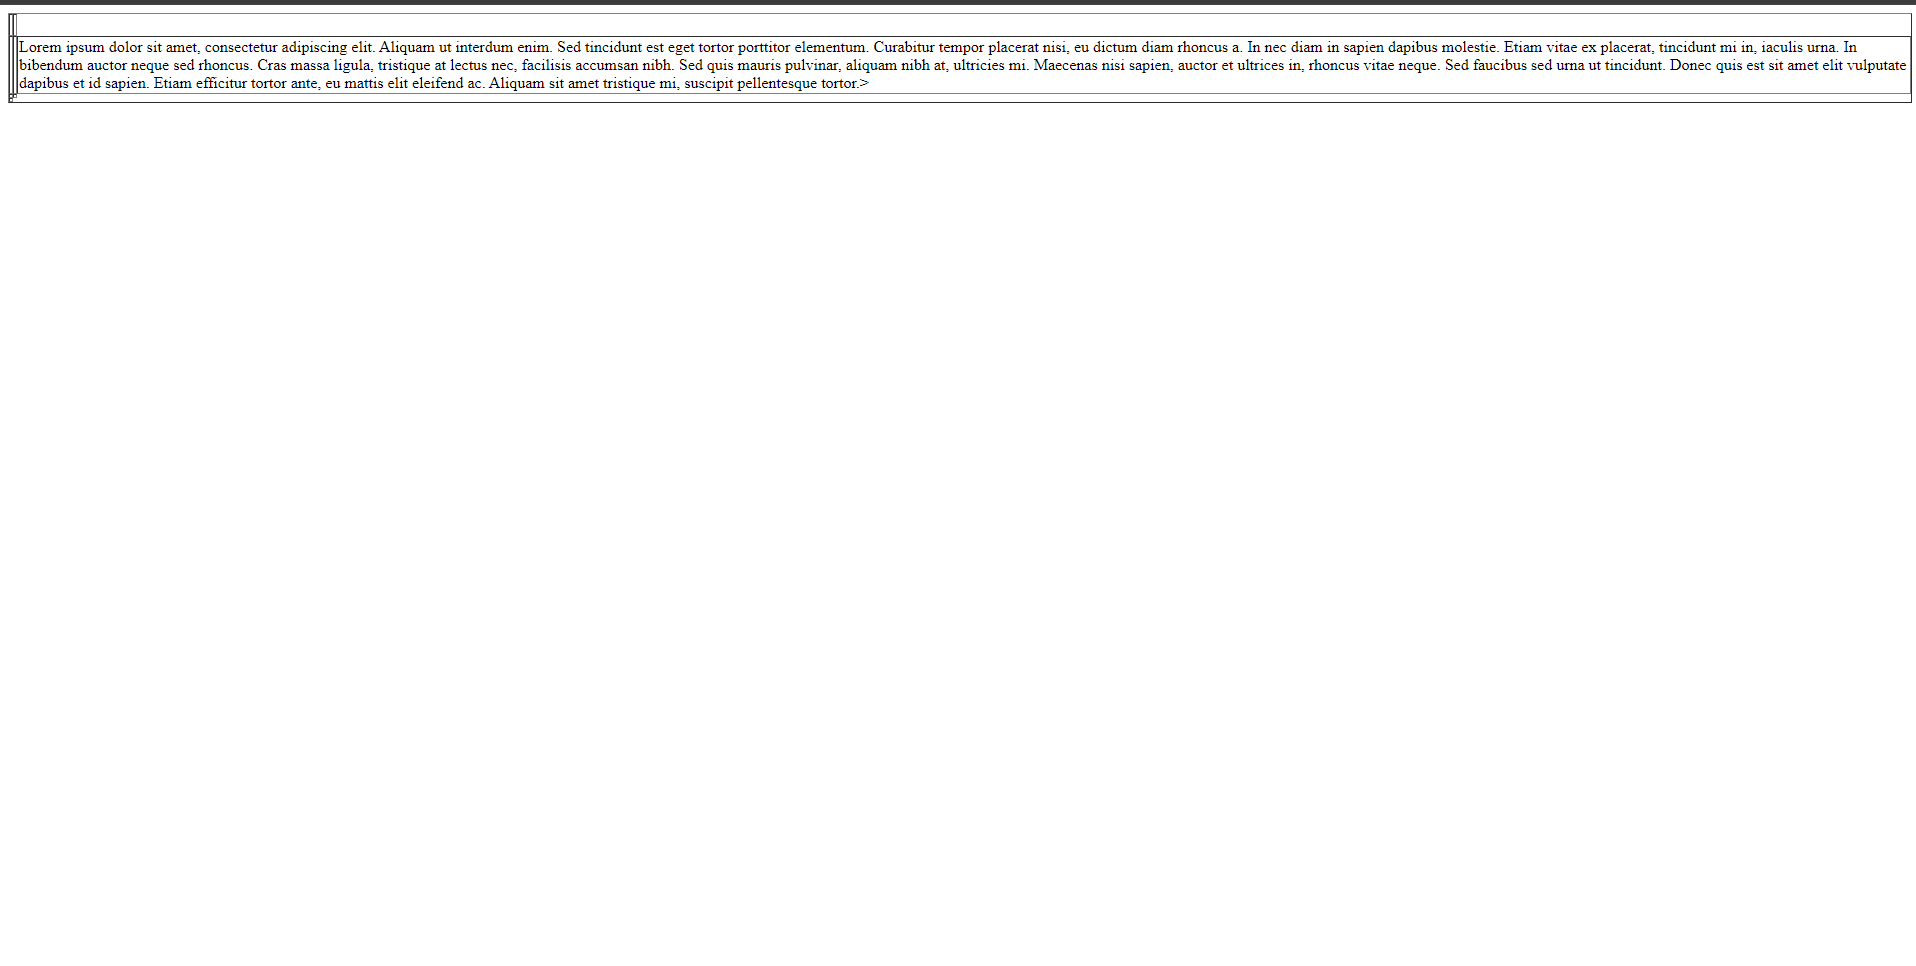 Lorem ipsum dolor sit amet, consectetur adipiscing elit. Aliquam ut interdum enim. Sed tincidunt est eget tortor porttitor elementum. Curabitur tempor placerat nisi, eu dictum diam rhoncus a. In nec diam in sapien dapibus molestie. Etiam vitae ex placerat, tincidunt mi in, iaculis urna. In
bibendum auctor neque sed rhoncus. Cras massa ligula, tristique at lectus nec, facilisis accumsan nibh. Sed quis mauris pulvinar, aliquam nibh at, ultricies mi. Maecenas nisi sapien, auctor et ultrices in, rhoncus vitae neque. Sed faucibus sed urna ut tincidunt. Donec quis est sit amet elit vulputate
dapibus et id sapien. Etiam efficitur tortor ante, eu mattis elit eleifend ac. Aliquam sit amet tristique mi, suscipit pellentesque tortor.>